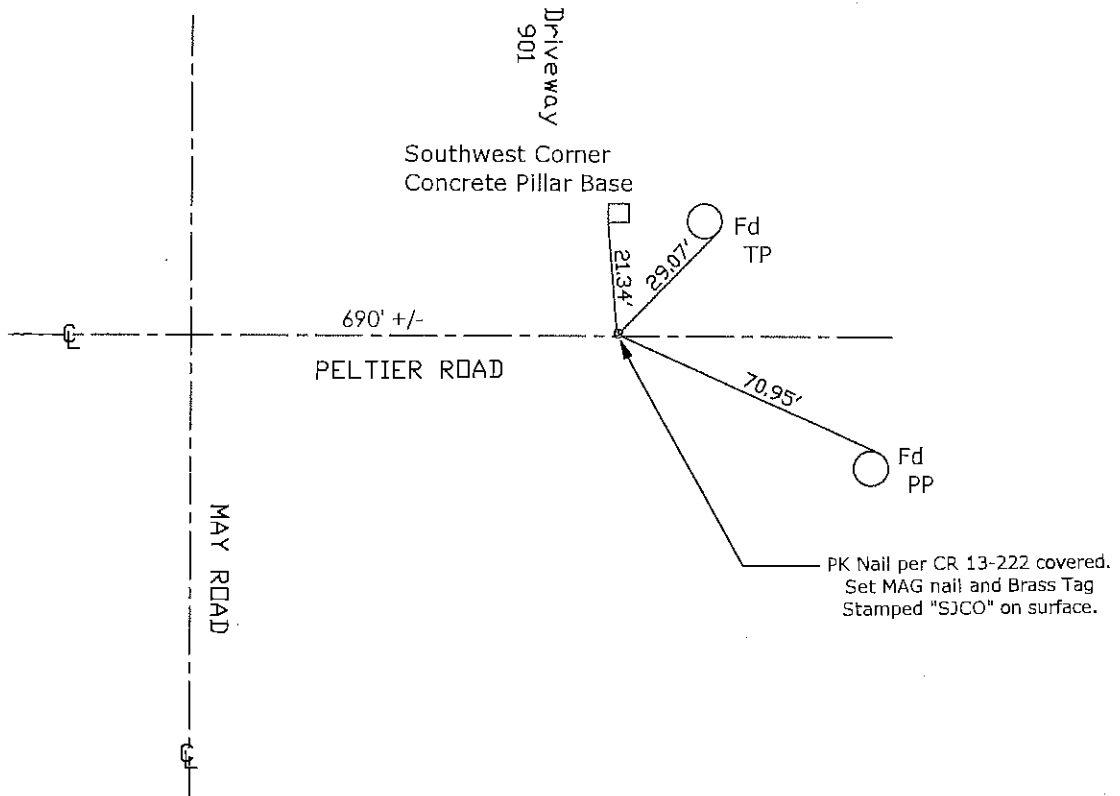 Driveway
901
Southwest Corner
Concrete Pillar Base
Fd
TP
21.34'
29.07'
690' +/-
℄
PELTIER ROAD
70.95'
Fd
PP
MAY ROAD
PK Nail per CR 13-222 covered.
Set MAG nail and Brass Tag
Stamped "SJCO" on surface.
℄